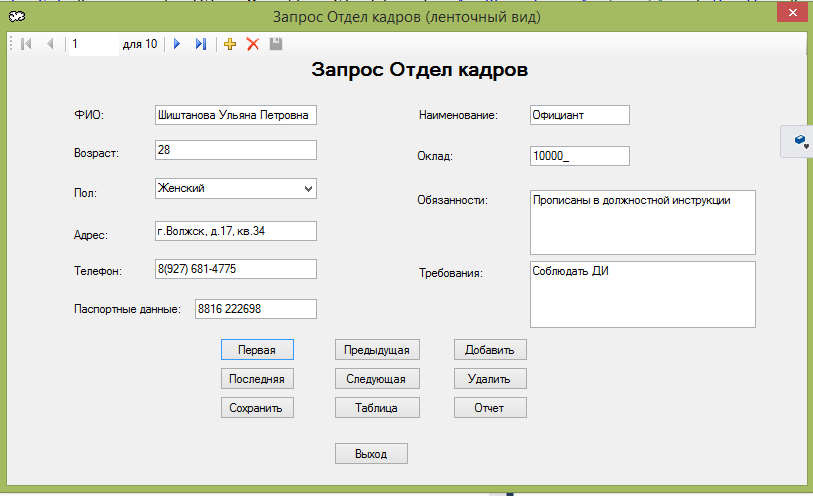 Запрос Отдел кадров (ленточный вид)
1 для 10
Запрос Отдел кадров
ФИО: Шиштанова Ульяна Петровна
Наименование: Официант
Возраст: 28
Оклад: 10000_
Пол: Женский
Обязанности: Прописаны в должностной инструкции
Адрес: г.Волжск, д.17, кв.34
Телефон: 8(927) 681-4775
Требования: Соблюдать ДИ
Паспортные данные: 8816 222698
Первая Предыдущая Добавить
Последняя Следующая Удалить
Сохранить Таблица Отчет
Выход